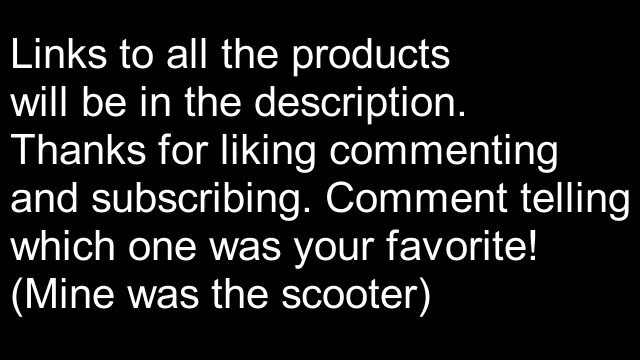 Links to all the products
will be in the description.
Thanks for liking commenting
and subscribing. Comment telling
which one was your favorite!
(Mine was the scooter)